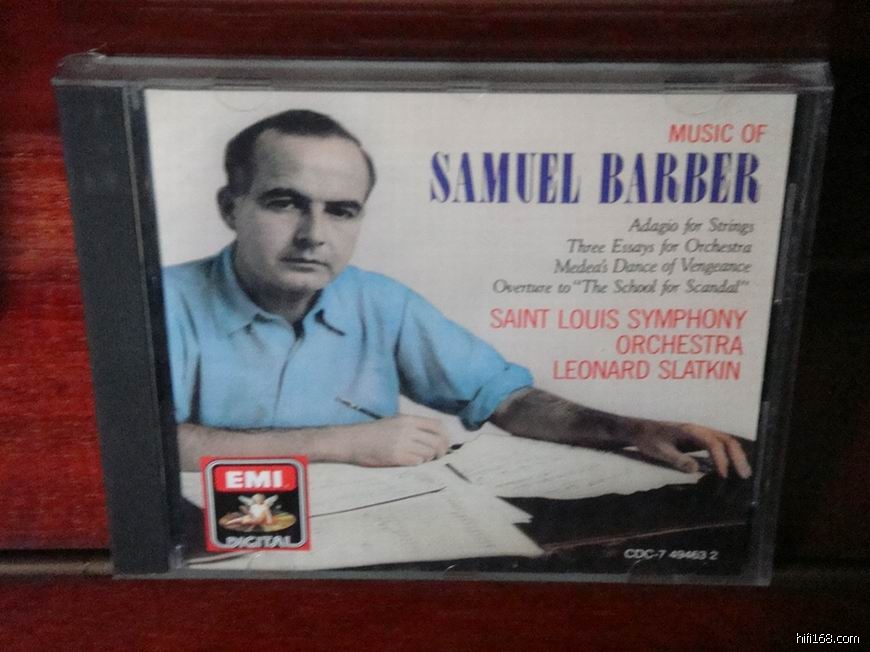 MUSIC OF
SAMUEL BARBER
Adagio for Strings
Three Essays for Orchestra
Medea's Dance of Vengeance
Overture to "The School for Scandal"
SAINT LOUIS SYMPHONY
ORCHESTRA
LEONARD SLATKIN
EMI
DIGITAL
CDC-7 49463 2
hifi168.com